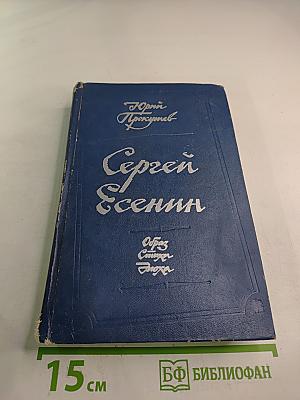 Юрий
Прокушев
Сергей
Есенин
Образ
Стихи
Эпоха
15 см
БФ БИБЛИОФАН